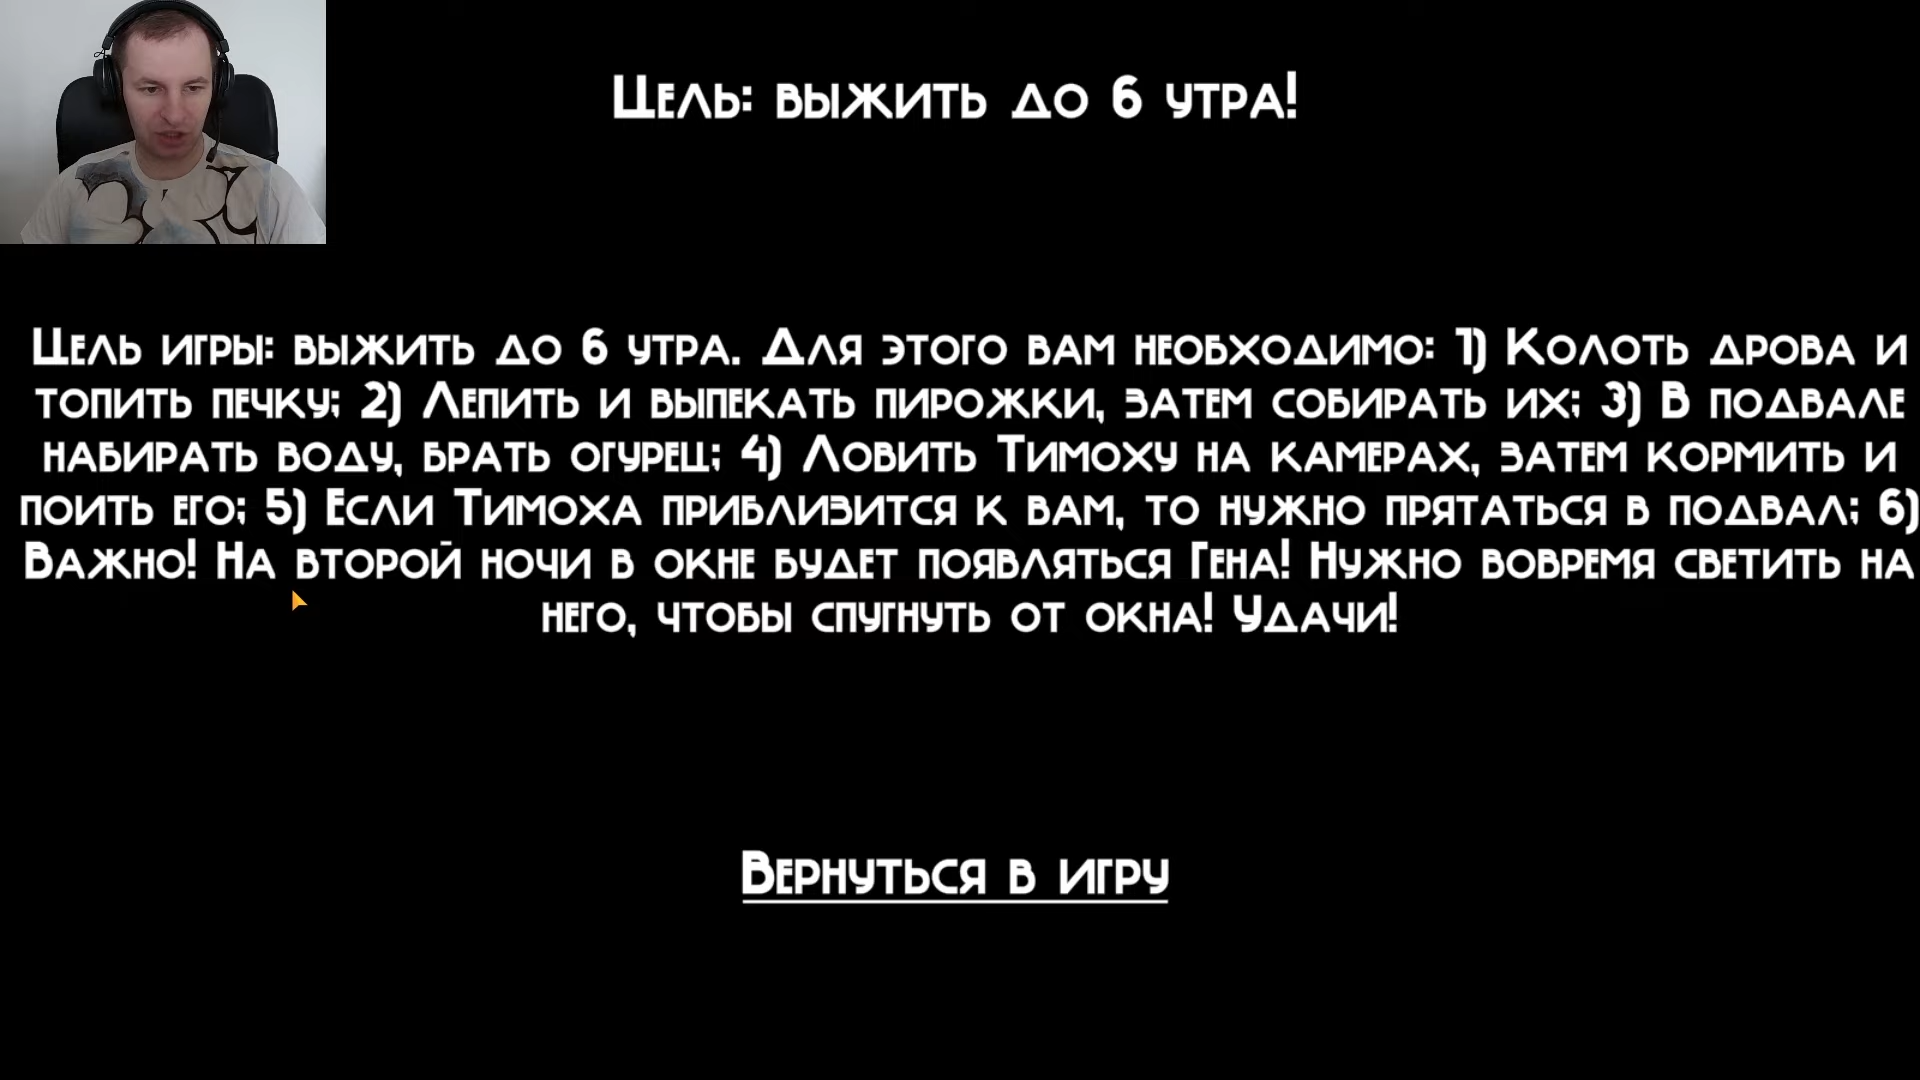 Цель: выжить до 6 утра!
Цель игры: выжить до 6 утра. Для этого вам необходимо: 1) Колоть дрова и
топить печку; 2) Лепить и выпекать пирожки, затем собирать их; 3) В подвале
набирать воду, брать огурец; 4) Ловить Тимоху на камерах, затем кормить и
поить его; 5) Если Тимоха приблизится к вам, то нужно прятаться в подвал; 6)
Важно! На второй ночи в окне будет появляться Гена! Нужно вовремя светить на
него, чтобы спугнуть от окна! Удачи!
Вернуться в игру